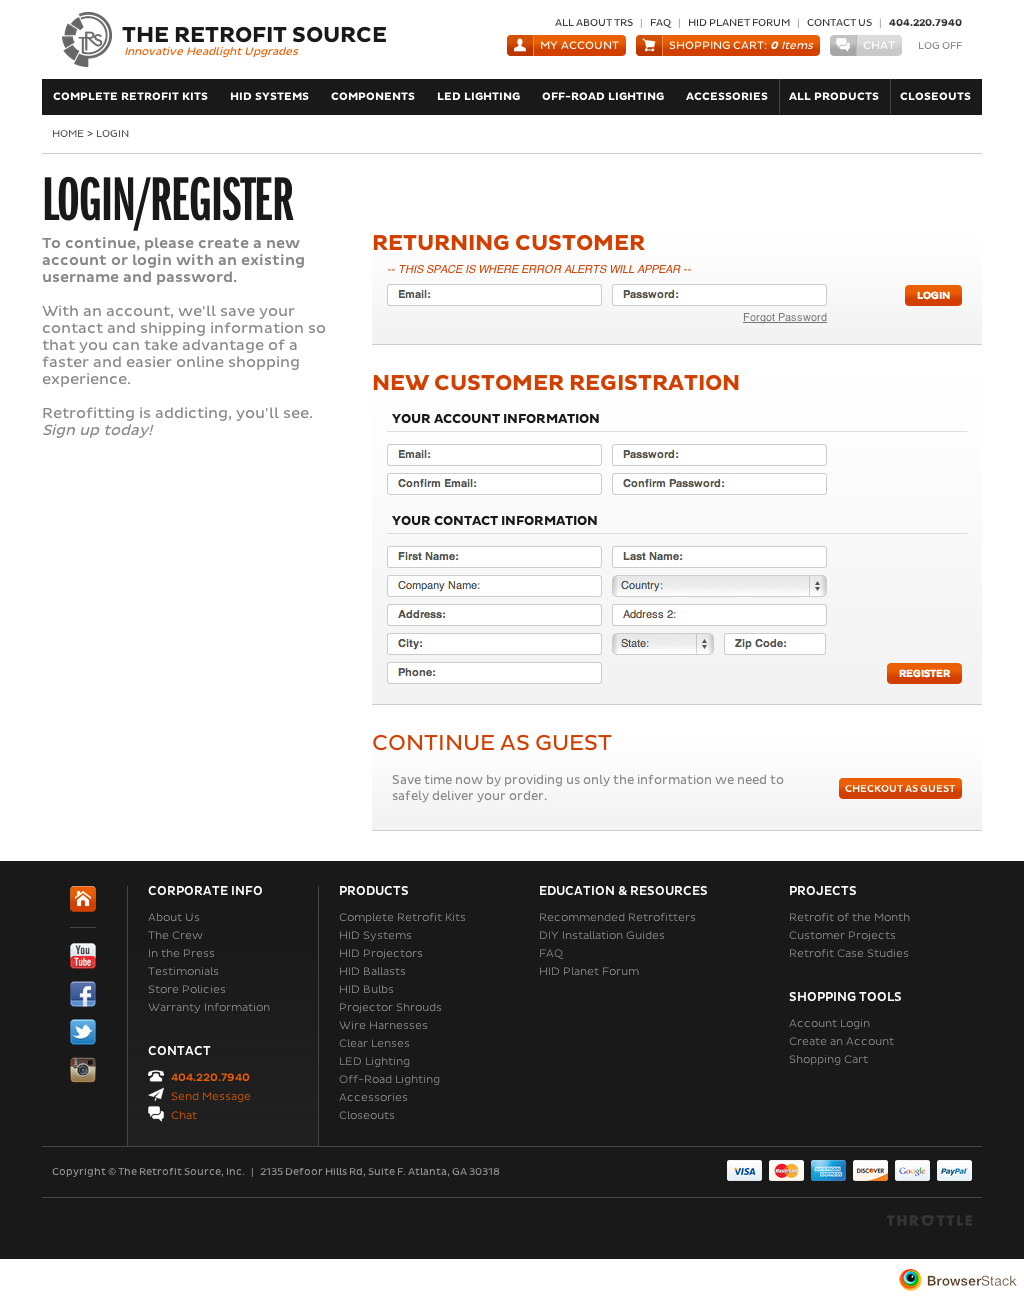 ALL ABOUT TRS | FAQ | HID PLANET FORUM | CONTACT US | 404.220.7940
TRS
THE RETROFIT SOURCE
Innovative Headlight Upgrades
MY ACCOUNT
SHOPPING CART: 0 Items
CHAT
LOG OFF
COMPLETE RETROFIT KITS HID SYSTEMS COMPONENTS LED LIGHTING OFF-ROAD LIGHTING ACCESSORIES ALL PRODUCTS CLOSEOUTS
HOME > LOGIN
LOGIN/REGISTER
To continue, please create a new
account or login with an existing
username and password.
With an account, we'll save your
contact and shipping information so
that you can take advantage of a
faster and easier online shopping
experience.
Retrofitting is addicting, you'll see.
Sign up today!
RETURNING CUSTOMER
-- THIS SPACE IS WHERE ERROR ALERTS WILL APPEAR --
Email: Password: LOGIN
Forgot Password
NEW CUSTOMER REGISTRATION
YOUR ACCOUNT INFORMATION
Email: Password:
Confirm Email: Confirm Password:
YOUR CONTACT INFORMATION
First Name: Last Name:
Company Name: Country:
Address: Address 2:
City: State: Zip Code:
Phone: REGISTER
CONTINUE AS GUEST
Save time now by providing us only the information we need to
safely deliver your order.
CHECKOUT AS GUEST
You
Tube
CORPORATE INFO
About Us
The Crew
In the Press
Testimonials
Store Policies
Warranty Information
CONTACT
404.220.7940
Send Message
Chat
PRODUCTS
Complete Retrofit Kits
HID Systems
HID Projectors
HID Ballasts
HID Bulbs
Projector Shrouds
Wire Harnesses
Clear Lenses
LED Lighting
Off-Road Lighting
Accessories
Closeouts
EDUCATION & RESOURCES
Recommended Retrofitters
DIY Installation Guides
FAQ
HID Planet Forum
PROJECTS
Retrofit of the Month
Customer Projects
Retrofit Case Studies
SHOPPING TOOLS
Account Login
Create an Account
Shopping Cart
Copyright © The Retrofit Source, Inc. | 2135 Defoor Hills Rd, Suite F. Atlanta, GA 30318
VISA MasterCard AMERICAN EXPRESS DISCOVER Google PayPal
THROTTLE
BrowserStack